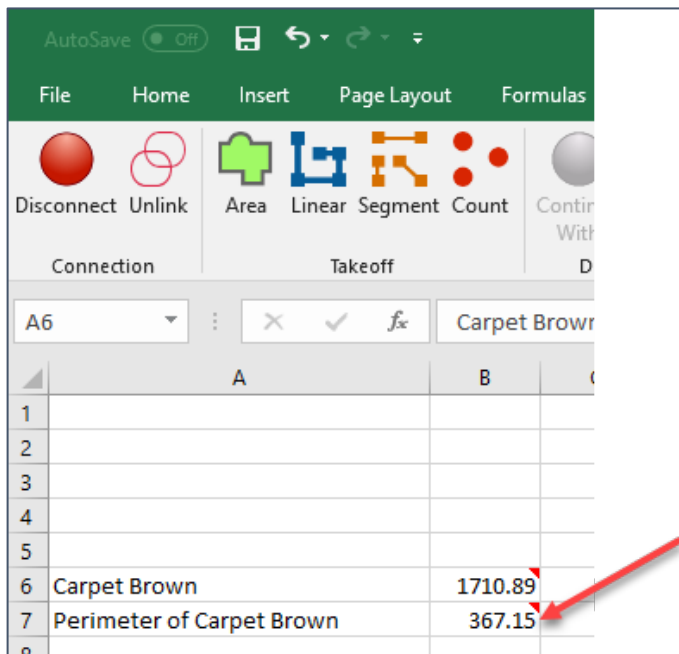 AutoSave Off
File Home Insert Page Layout Formulas
Disconnect Unlink Area Linear Segment Count
Connection Takeoff
A6 fx Carpet Brown
A B
1
2
3
4
5
6 Carpet Brown 1710.89
7 Perimeter of Carpet Brown 367.15